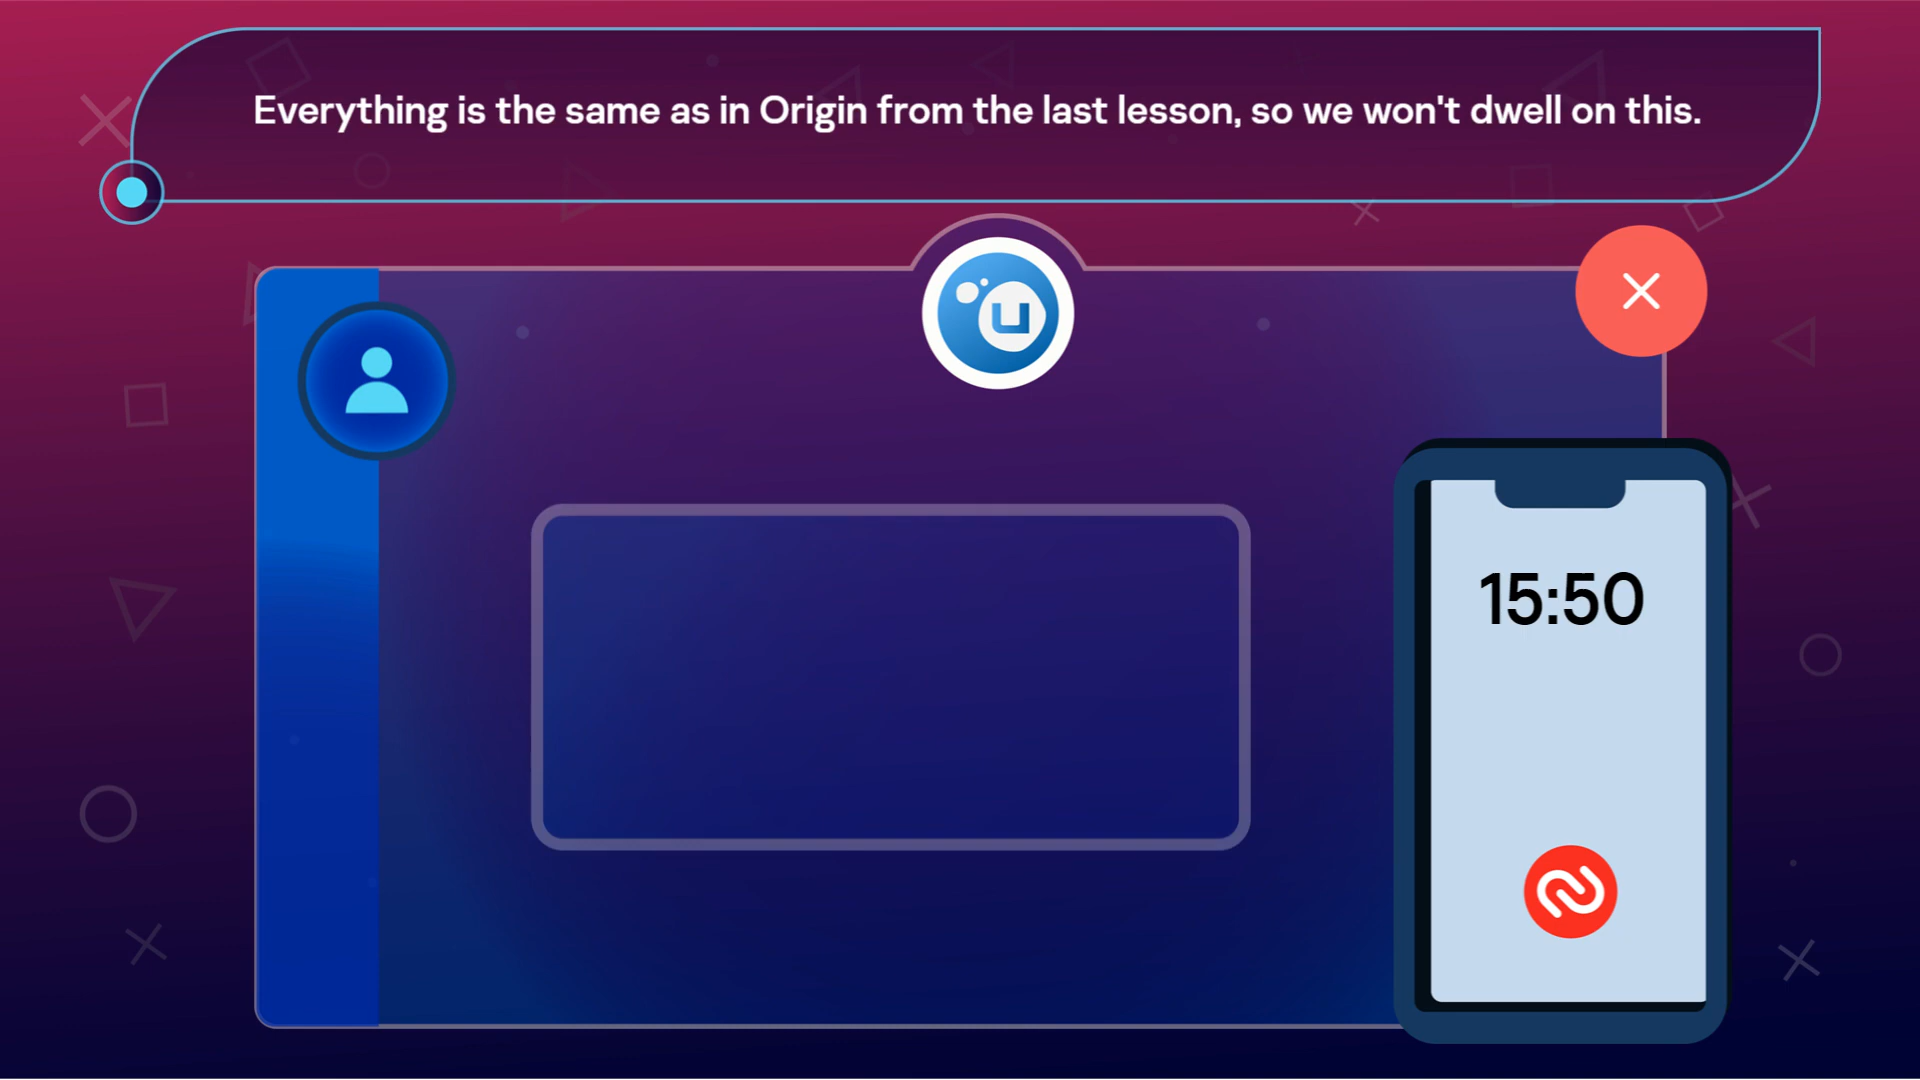 Everything is the same as in Origin from the last lesson, so we won't dwell on this.
15:50